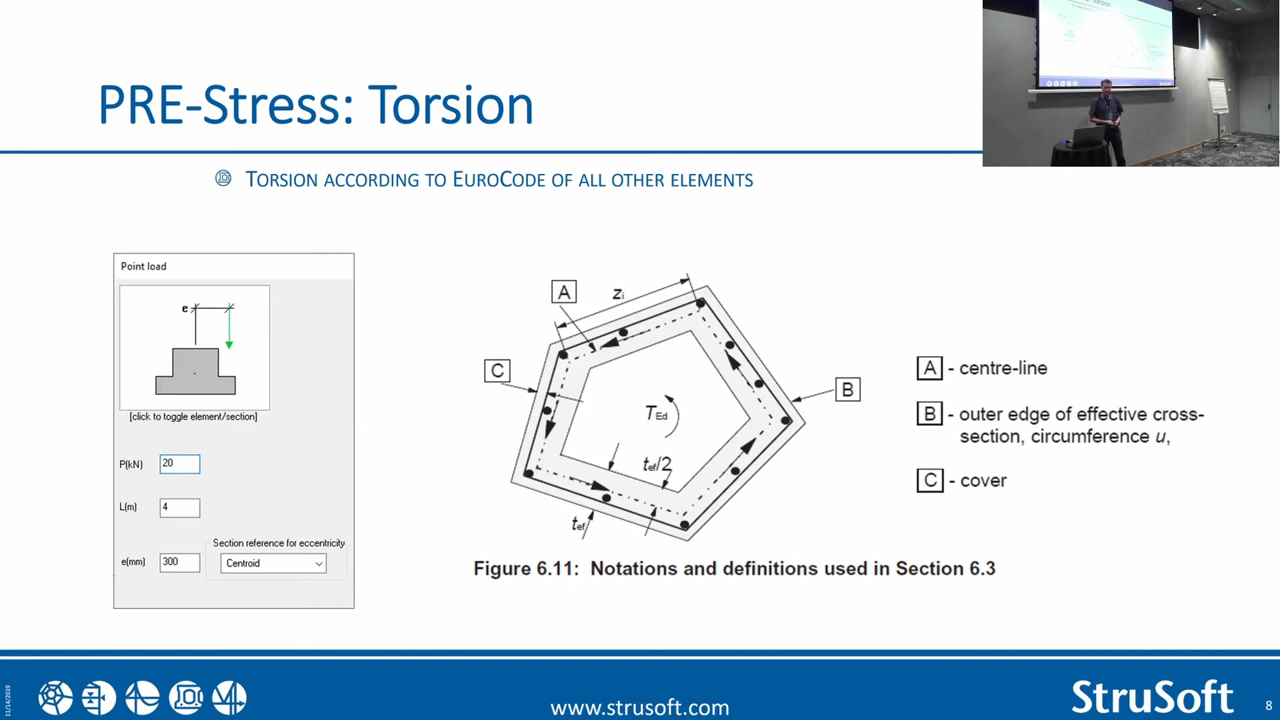 PRE-Stress: Torsion
TORSION ACCORDING TO EUROCODE OF ALL OTHER ELEMENTS
Point load
e
[click to toggle element/section]
P(kN) 20
L(m) 4
Section reference for eccentricity
e(mm) 300 Centroid
A
zi
C
B
TEd
tef/2
tef
A - centre-line
B - outer edge of effective cross-
section, circumference u,
C - cover
Figure 6.11: Notations and definitions used in Section 6.3
11/14/2019
www.strusoft.com
StruSoft
8